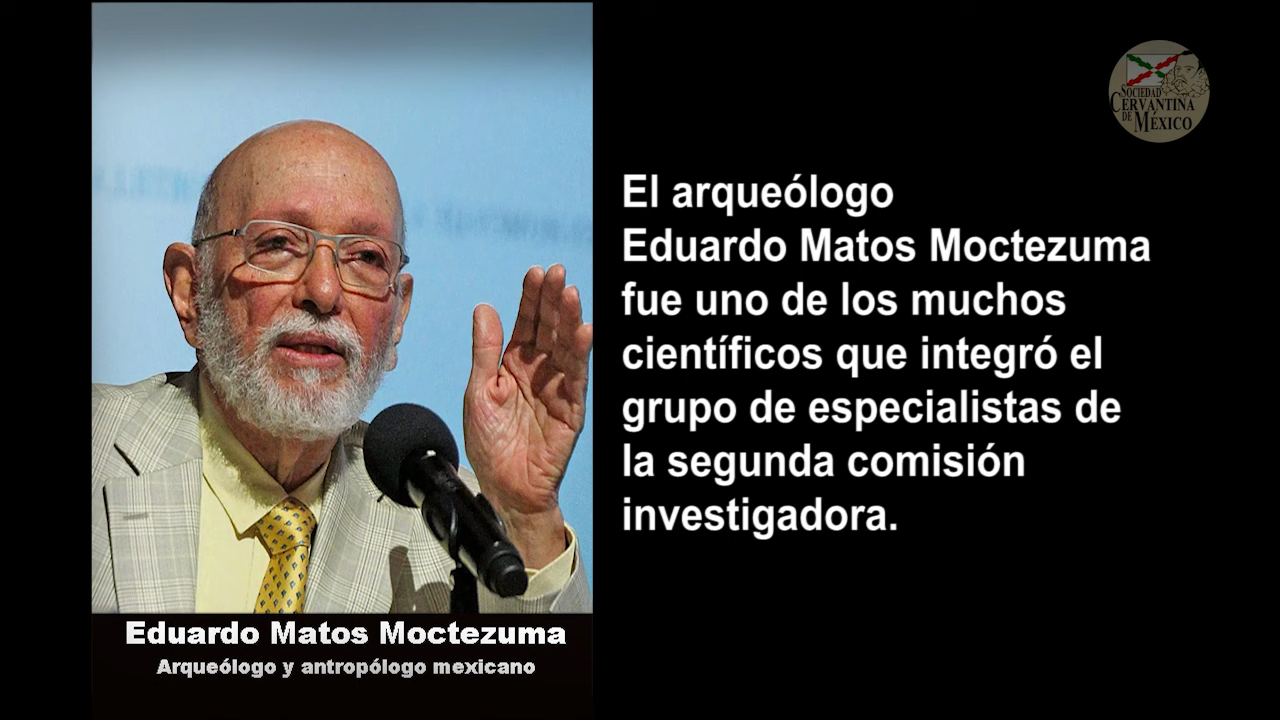 SOCIEDAD
CERVANTINA
DE MÉXICO
El arqueólogo
Eduardo Matos Moctezuma
fue uno de los muchos
científicos que integró el
grupo de especialistas de
la segunda comisión
investigadora.
Eduardo Matos Moctezuma
Arqueólogo y antropólogo mexicano